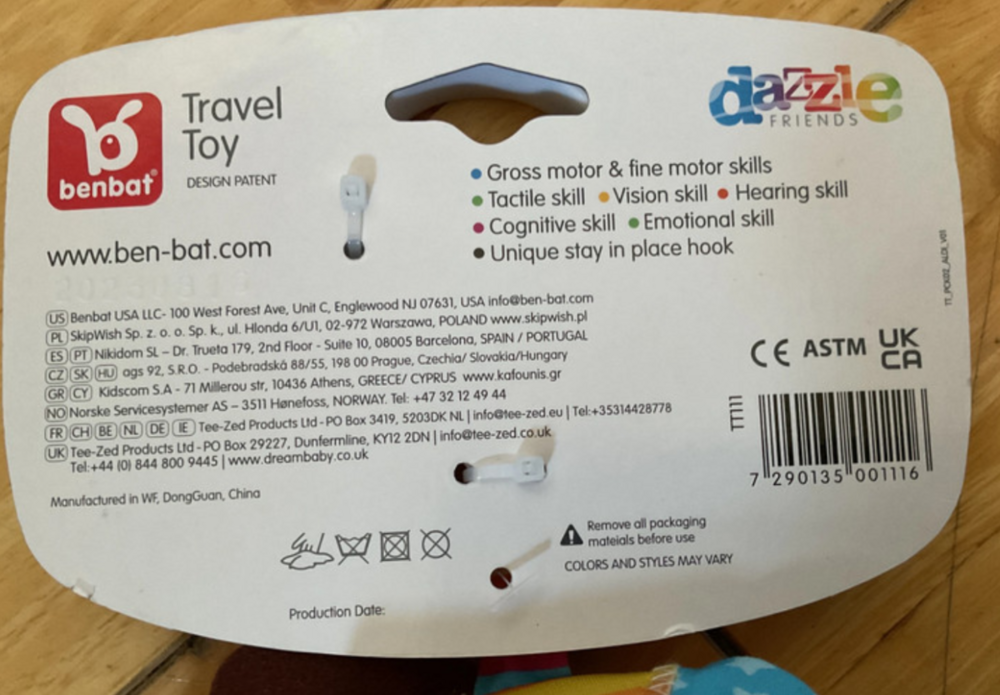 benbat®
Travel
Toy
DESIGN PATENT
dazzle
FRIENDS
• Gross motor & fine motor skills
• Tactile skill • Vision skill • Hearing skill
• Cognitive skill • Emotional skill
• Unique stay in place hook
www.ben-bat.com
US Benbat USA LLC- 100 West Forest Ave, Unit C, Englewood NJ 07631, USA info@ben-bat.com
PL SkipWish Sp. z. o. o. Sp. k., ul. Hlonda 6/U1, 02-972 Warszawa, POLAND www.skipwish.pl
ES PT Nikidom SL – Dr. Trueta 179, 2nd Floor - Suite 10, 08005 Barcelona, SPAIN / PORTUGAL
CZ SK HU ags 92, S.R.O. - Podebradská 88/55, 198 00 Prague, Czechia/ Slovakia/Hungary
GR CY Kidscom S.A - 71 Millerou str, 10436 Athens, GREECE/ CYPRUS www.kafounis.gr
NO Norske Servicesystemer AS – 3511 Hønefoss, NORWAY. Tel: +47 32 12 49 44
FR CH BE NL DE IE Tee-Zed Products Ltd - PO Box 3419, 5203DK NL | info@tee-zed.eu | Tel:+35314428778
UK Tee-Zed Products Ltd - PO Box 29227, Dunfermline, KY12 2DN | info@tee-zed.co.uk
Tel:+44 (0) 844 800 9445 | www.dreambaby.co.uk
Manufactured in WF, DongGuan, China
CE ASTM UK
CA
TT111
7 290135 001116
Remove all packaging
mateials before use
COLORS AND STYLES MAY VARY
Production Date: